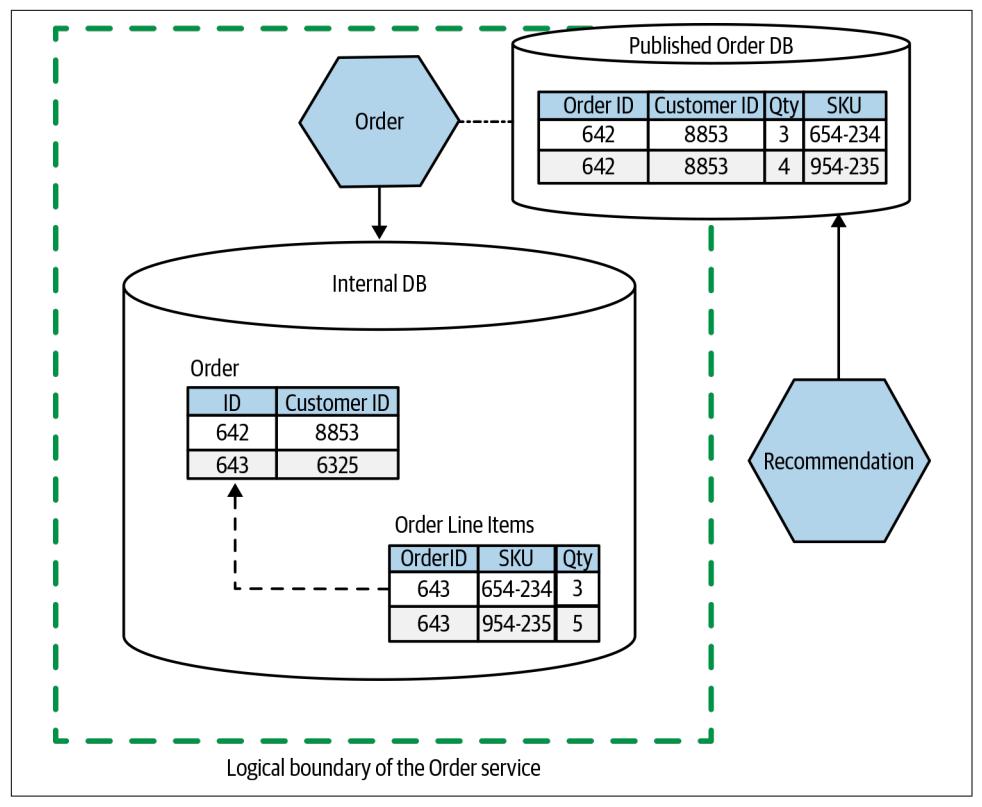 Published Order DB
Order ID Customer ID Qty SKU
642 8853 3 654-234
642 8853 4 954-235
Order
Internal DB
Order
ID Customer ID
642 8853
643 6325
Order Line Items
OrderID SKU Qty
643 654-234 3
643 954-235 5
Recommendation
Logical boundary of the Order service